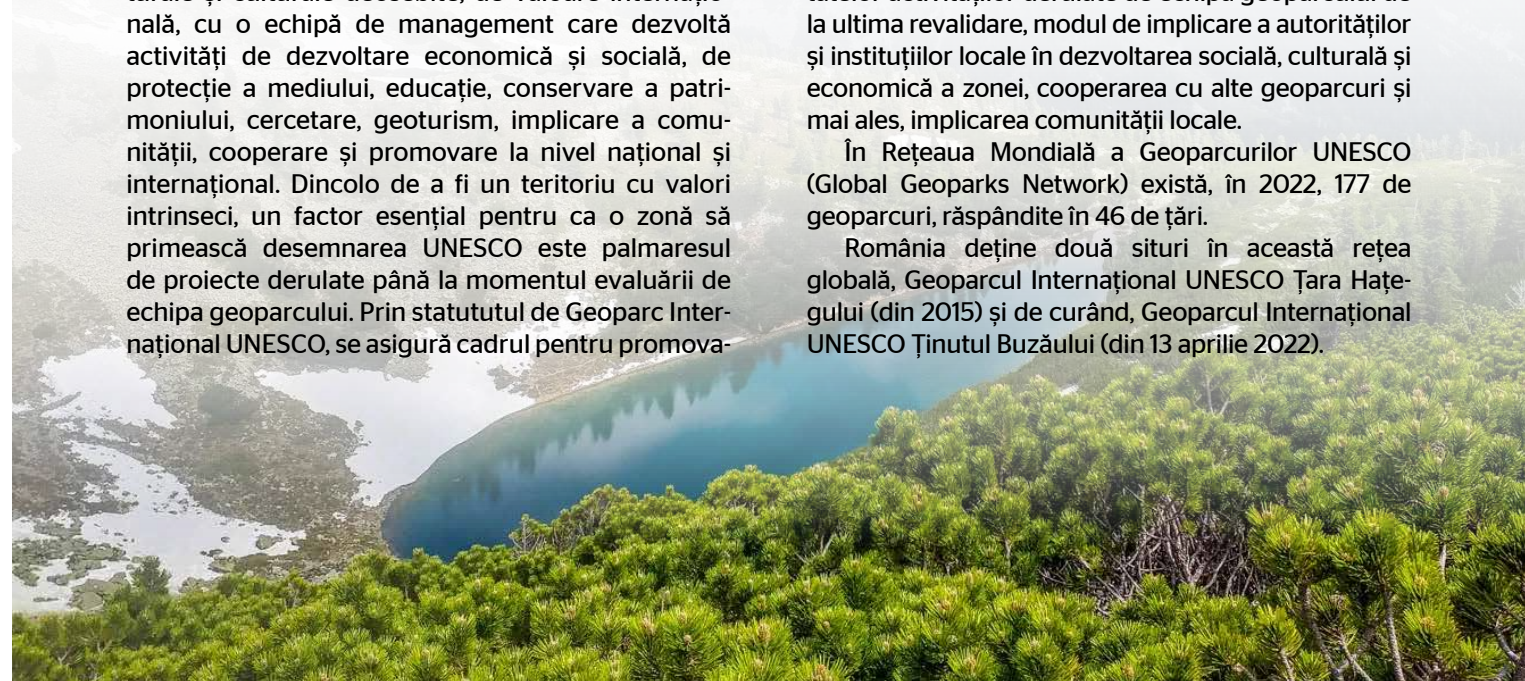 nală, cu o echipă de management care dezvoltă
activități de dezvoltare economică și socială, de
protecție a mediului, educație, conservare a patri-
moniului, cercetare, geoturism, implicare a comu-
nității, cooperare și promovare la nivel național și
internațional. Dincolo de a fi un teritoriu cu valori
intrinseci, un factor esențial pentru ca o zonă să
primească desemnarea UNESCO este palmaresul
de proiecte derulate până la momentul evaluării de
echipa geoparcului. Prin statututul de Geoparc Inter-
național UNESCO, se asigură cadrul pentru promova-
la ultima revalidare, modul de implicare a autorităților
și instituțiilor locale în dezvoltarea socială, culturală și
economică a zonei, cooperarea cu alte geoparcuri și
mai ales, implicarea comunității locale.
În Rețeaua Mondială a Geoparcurilor UNESCO
(Global Geoparks Network) există, în 2022, 177 de
geoparcuri, răspândite în 46 de țări.
România deține două situri în această rețea
globală, Geoparcul Internațional UNESCO Țara Hațe-
gului (din 2015) și de curând, Geoparcul Internațional
UNESCO Ținutul Buzăului (din 13 aprilie 2022).